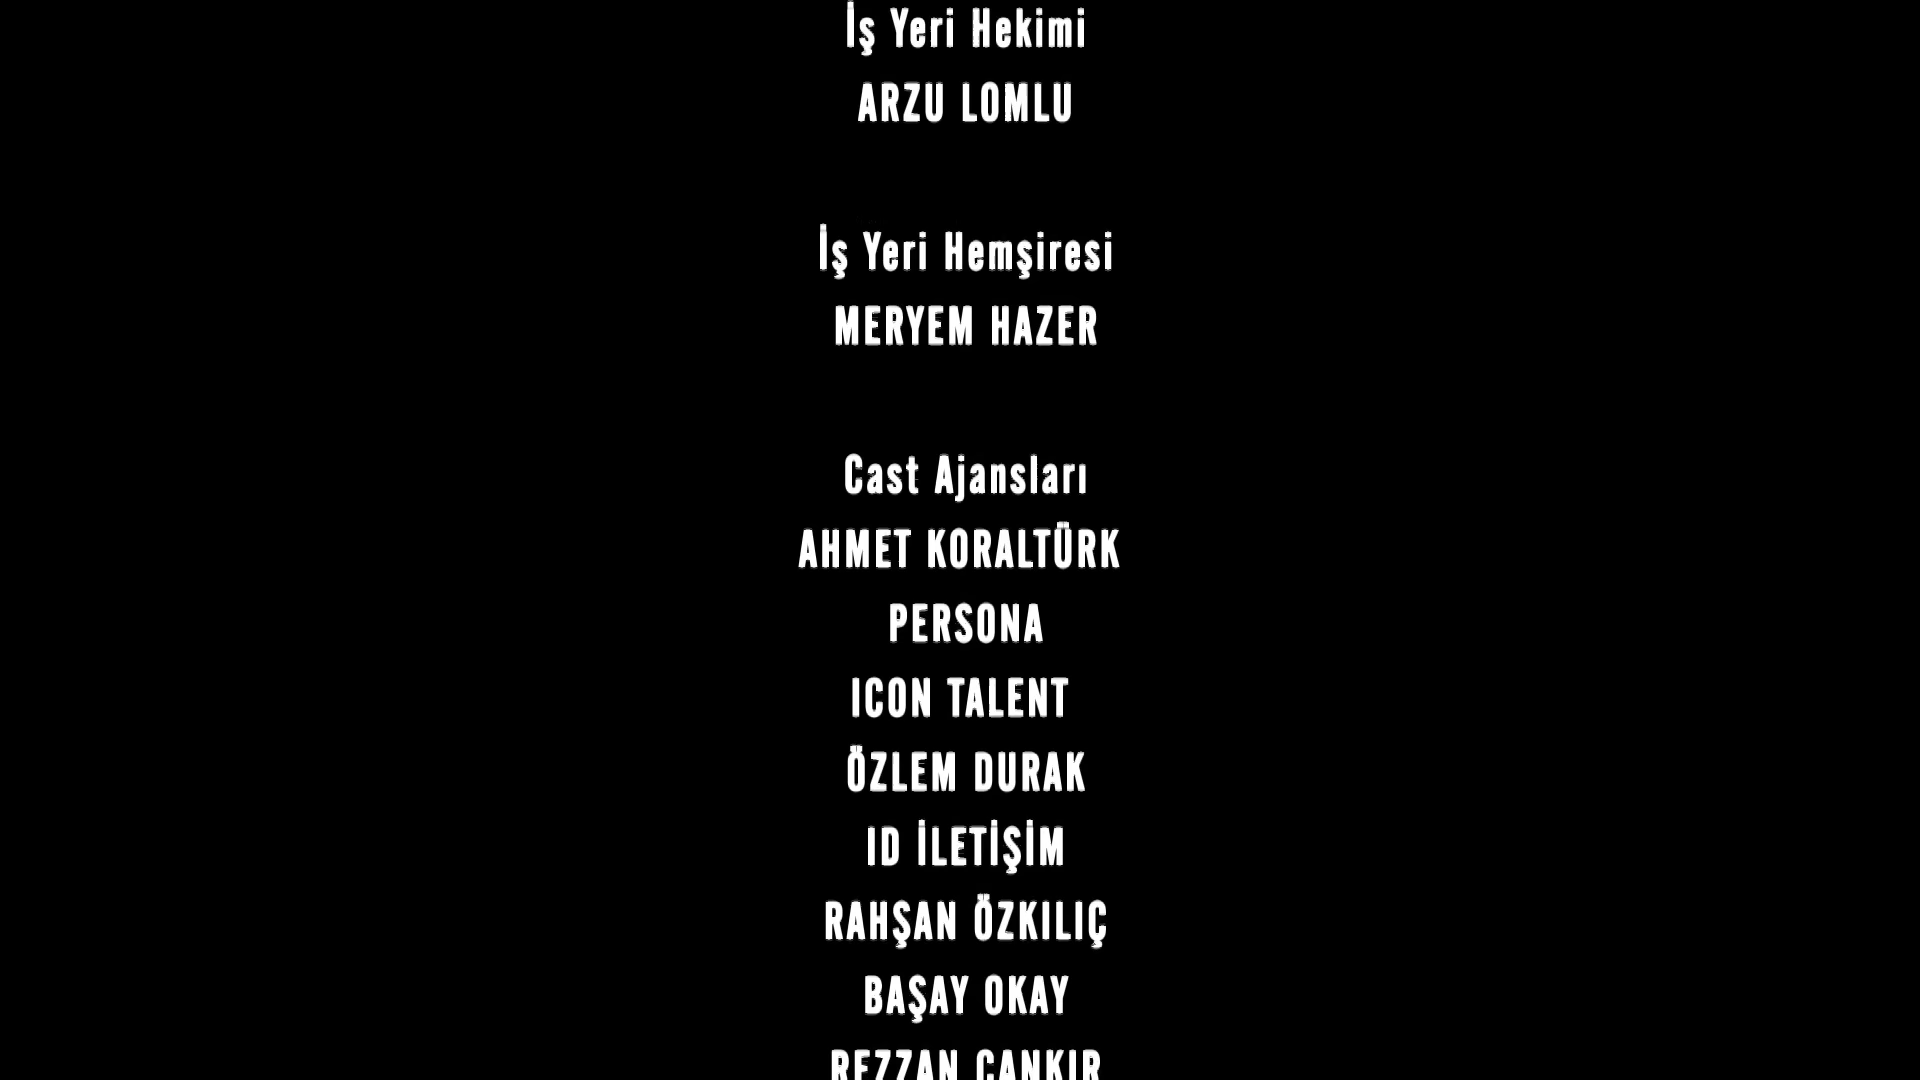 İş Yeri Hekimi
ARZU LOMLU
İş Yeri Hemşiresi
MERYEM HAZER
Cast Ajansları
AHMET KORALTÜRK
PERSONA
ICON TALENT
ÖZLEM DURAK
ID İLETİŞİM
RAHŞAN ÖZKILIÇ
BAŞAY OKAY
REZZAN